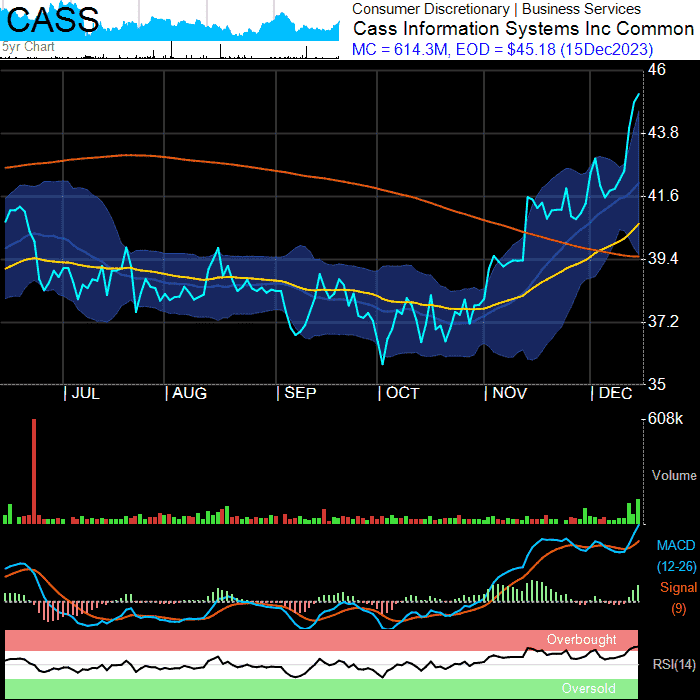 CASS
5yr Chart
Consumer Discretionary | Business Services
Cass Information Systems Inc Common
MC = 614.3M, EOD = $45.18 (15Dec2023)
46
43.8
41.6
39.4
37.2
35
| JUL | AUG | SEP | OCT | NOV | DEC
608k
Volume
MACD
(12-26)
Signal
(9)
Overbought
RSI(14)
Oversold